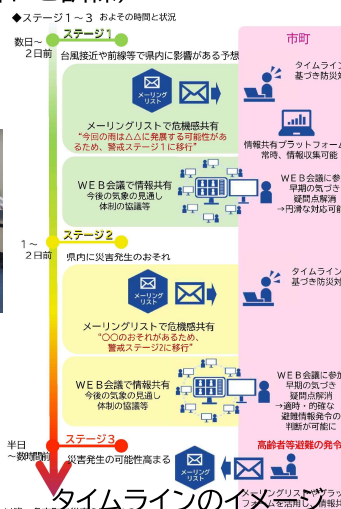 ◆ステージ１～３ およその時間と状況
ステージ1
数日～
２日前
台風接近や前線等で県内に影響がある予想
市町
メーリング
リスト
タイムライン
基づき防災対
メーリングリストで危機感共有
“今回の雨は△△に発展する可能性があ
るため、警戒ステージ１に移行”
情報共有プラットフォーム
常時、情報収集可能
ＷＥＢ会議で情報共有
今後の気象の見通し
体制の協議等
ＷＥＢ会議に参
早期の気づき
疑問点解消
→円滑な対応可能
ステージ2
１～
２日前
県内に災害発生のおそれ
メーリング
リスト
タイムライン
基づき防災対
メーリングリストで危機感共有
“○○のおそれがあるため、
警戒ステージ2に移行”
ＷＥＢ会議で情報共有
今後の気象の見通し
体制の協議等
ＷＥＢ会議に参加
早期の気づき
疑問点解消
→適時・的確な
避難情報発令の
判断が可能に
ステージ３
半日
～数時間前
災害発生の可能性高まる
高齢者等避難の発令
メーリング
リスト
タイムラインのイメージ